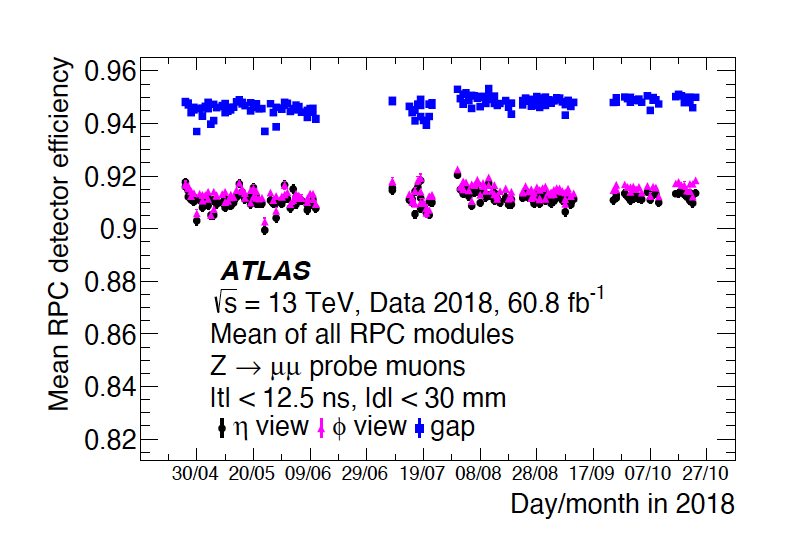 Mean RPC detector efficiency
0.96
0.94
0.92
0.9
0.88
0.86
0.84
0.82
ATLAS
√s = 13 TeV, Data 2018, 60.8 fb⁻¹
Mean of all RPC modules
Z → μμ probe muons
|t| < 12.5 ns, |d| < 30 mm
η view ϕ view gap
30/04 20/05 09/06 29/06 19/07 08/08 28/08 17/09 07/10 27/10
Day/month in 2018